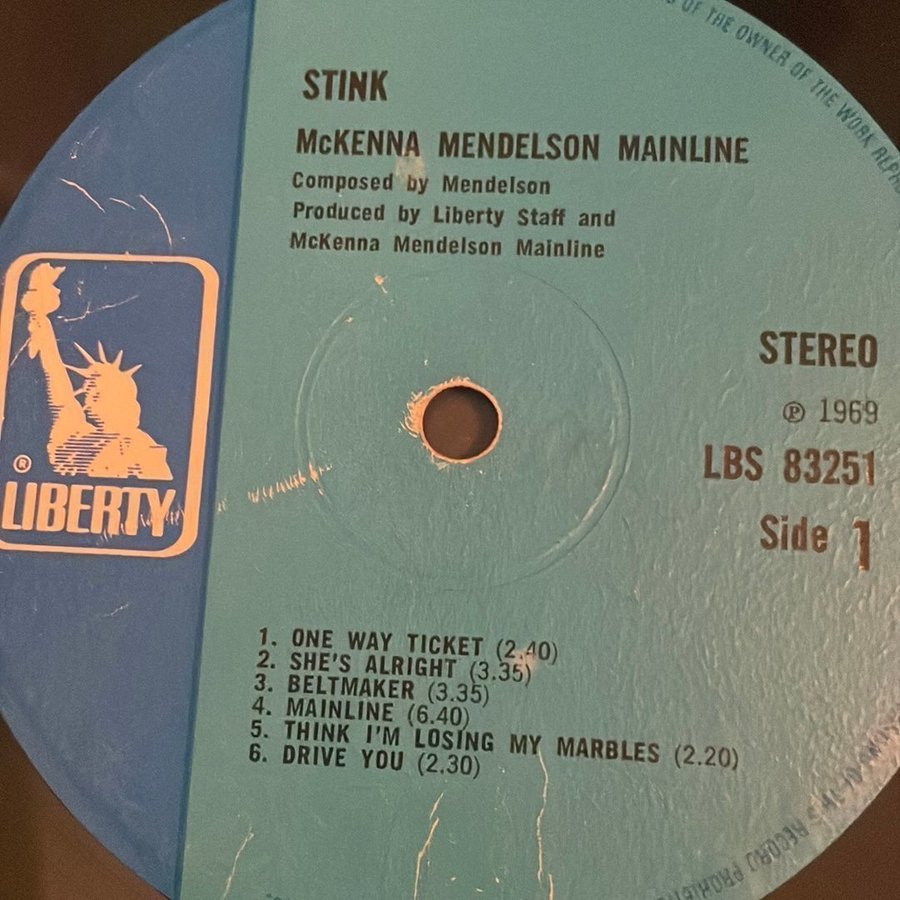 OF THE OWNER OF THE WORK
STINK
McKENNA MENDELSON MAINLINE
Composed by Mendelson
Produced by Liberty Staff and
McKenna Mendelson Mainline
®
LIBERTY
STEREO
℗ 1969
LBS 83251
Side 1
1. ONE WAY TICKET (2.40)
2. SHE'S ALRIGHT (3.35)
3. BELTMAKER (3.35)
4. MAINLINE (6.40)
5. THINK I'M LOSING MY MARBLES (2.20)
6. DRIVE YOU (2.30)
RECORD